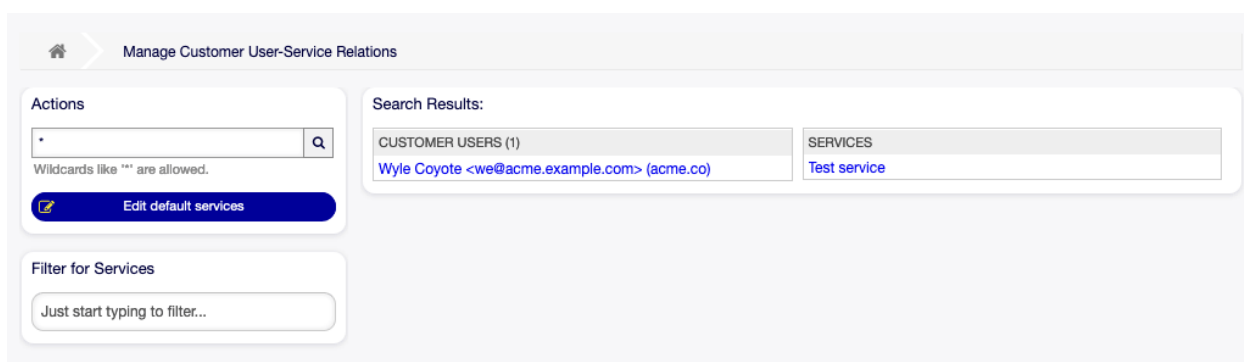 Manage Customer User-Service Relations
Actions
*
Wildcards like '*' are allowed.
Edit default services
Filter for Services
Just start typing to filter...
Search Results:
CUSTOMER USERS (1)
Wyle Coyote <we@acme.example.com> (acme.co)
SERVICES
Test service